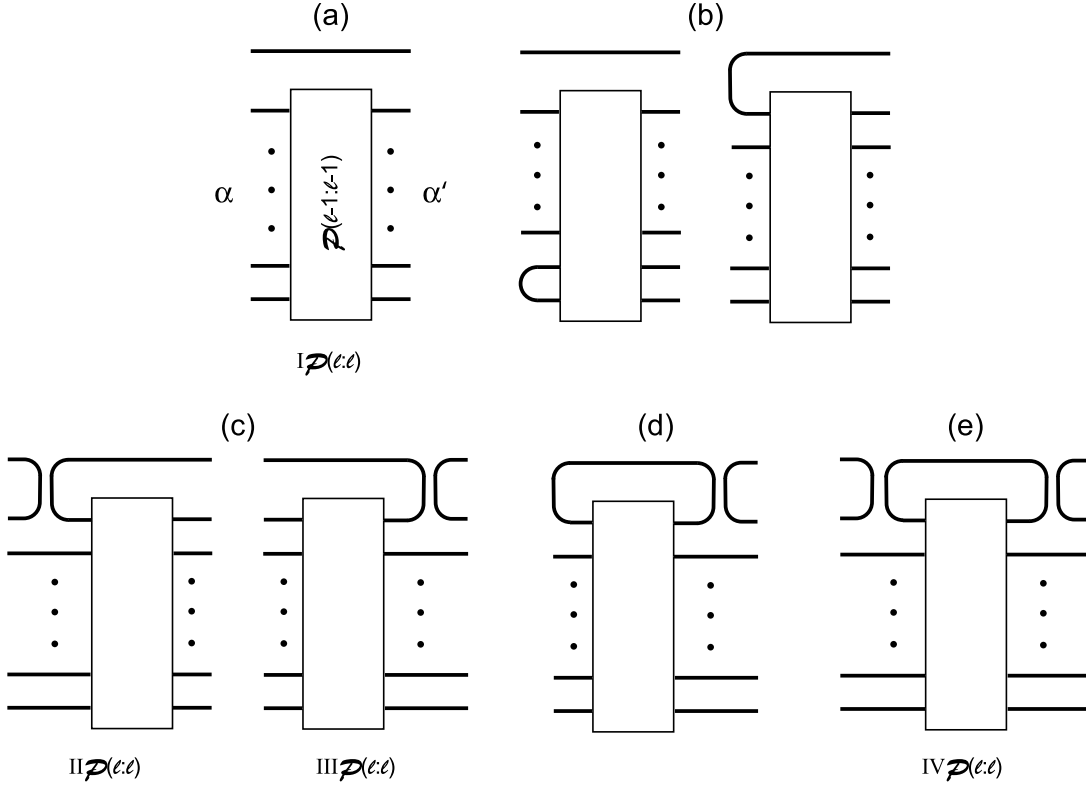 (a) (b)
α 𝓟(ℓ-1:ℓ-1) α'
I𝓟(ℓ:ℓ)
(c) (d) (e)
II𝓟(ℓ:ℓ) III𝓟(ℓ:ℓ) IV𝓟(ℓ:ℓ)